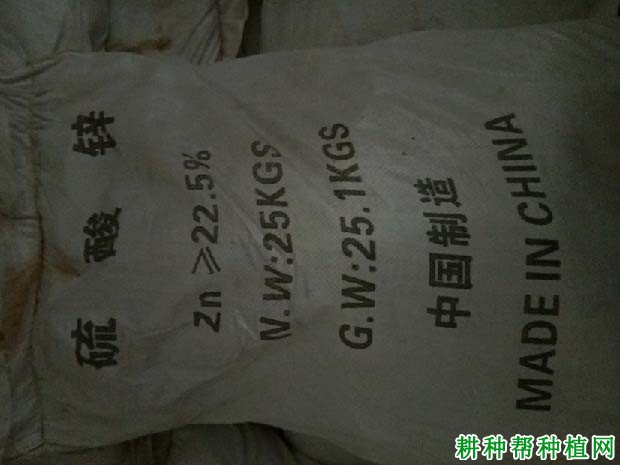 硫酸锌
Zn ≥22.5%
N.W:25KGS
G.W:25.1KGS
中国制造
MADE IN CHINA
耕种帮种植网